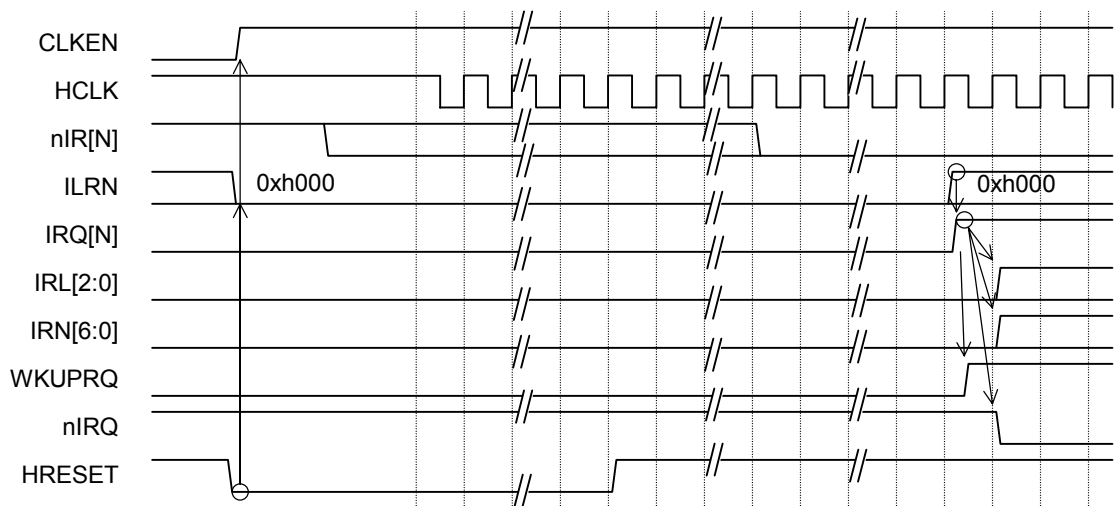 CLKEN
HCLK
nIR[N]
ILRN
0xh000
0xh000
IRQ[N]
IRL[2:0]
IRN[6:0]
WKUPRQ
nIRQ
HRESET